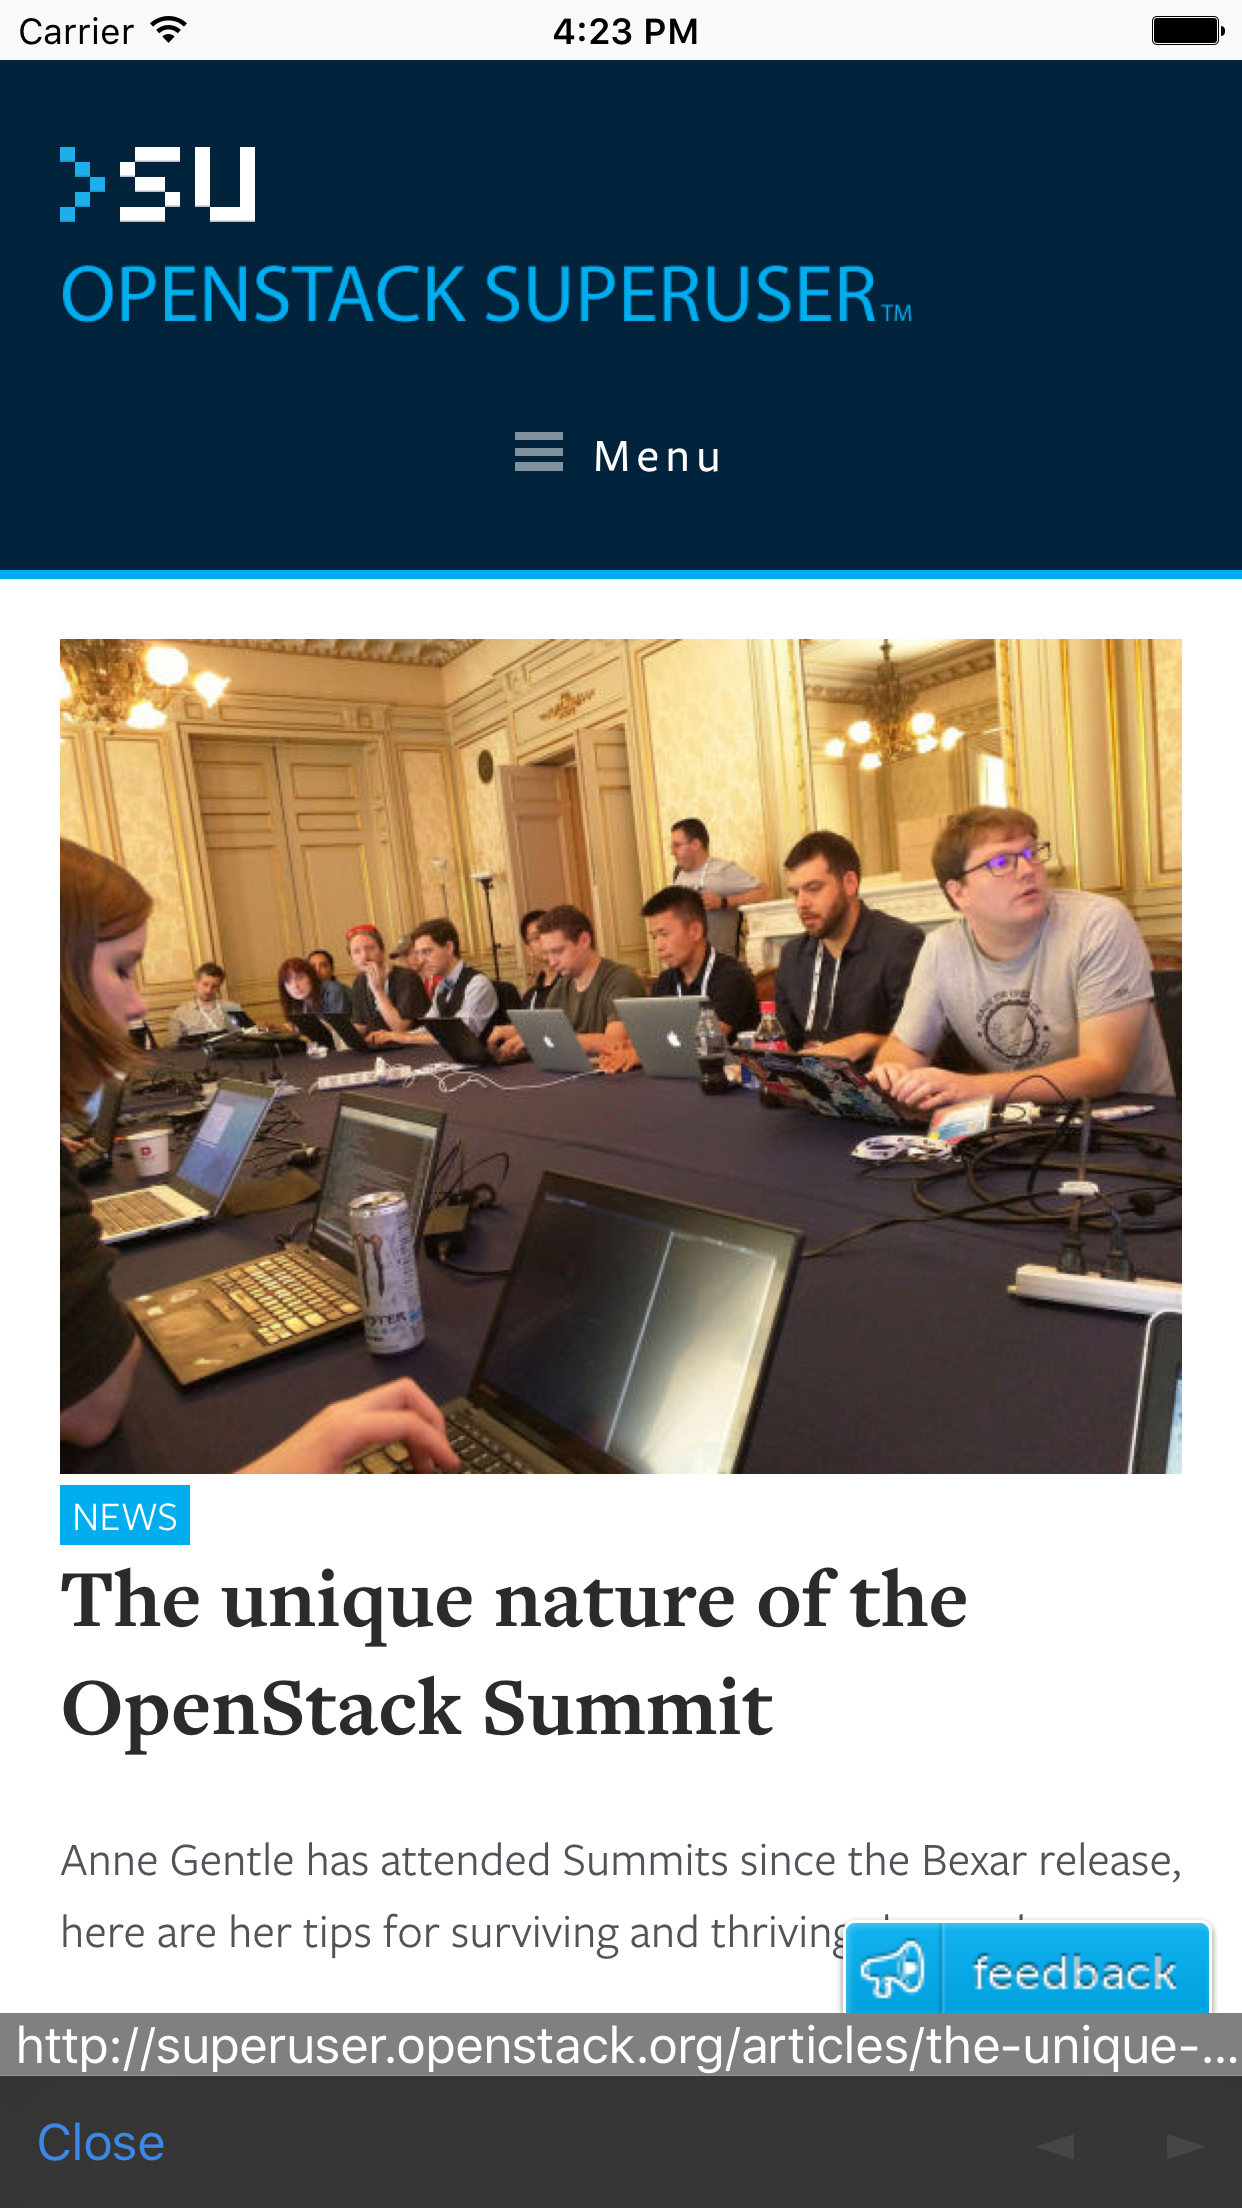 Carrier
4:23 PM
>SU
OPENSTACK SUPERUSER™
Menu
NEWS
The unique nature of the
OpenStack Summit
Anne Gentle has attended Summits since the Bexar release,
here are her tips for surviving and thriving
feedback
http://superuser.openstack.org/articles/the-unique-...
Close